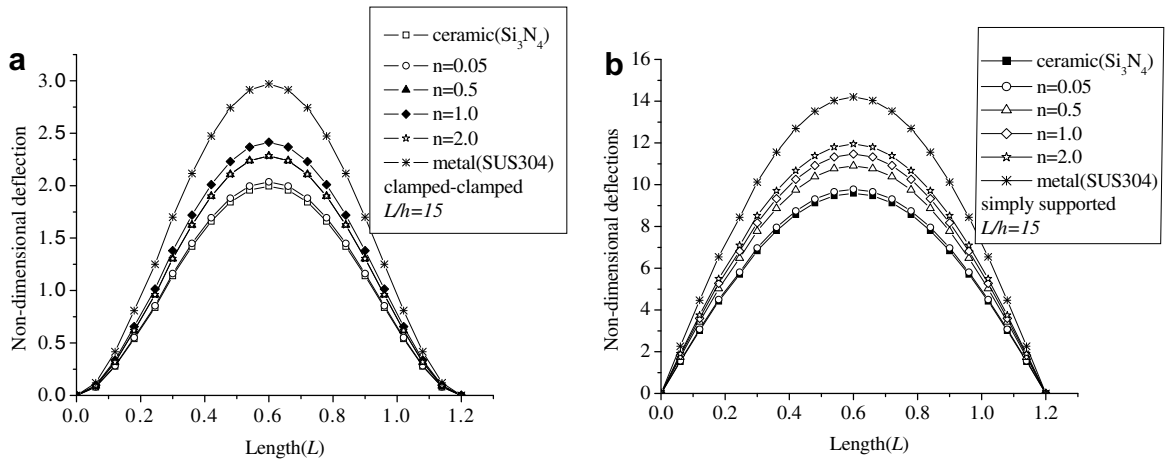 a
Non-dimensional deflection
3.0
2.5
2.0
1.5
1.0
0.5
0.0
0.0 0.2 0.4 0.6 0.8 1.0 1.2
Length(L)
ceramic(Si₃N₄)
n=0.05
n=0.5
n=1.0
n=2.0
metal(SUS304)
clamped-clamped
L/h=15
b
Non-dimensional deflections
16
14
12
10
8
6
4
2
0
0.0 0.2 0.4 0.6 0.8 1.0 1.2
Length(L)
ceramic(Si₃N₄)
n=0.05
n=0.5
n=1.0
n=2.0
metal(SUS304)
simply supported
L/h=15